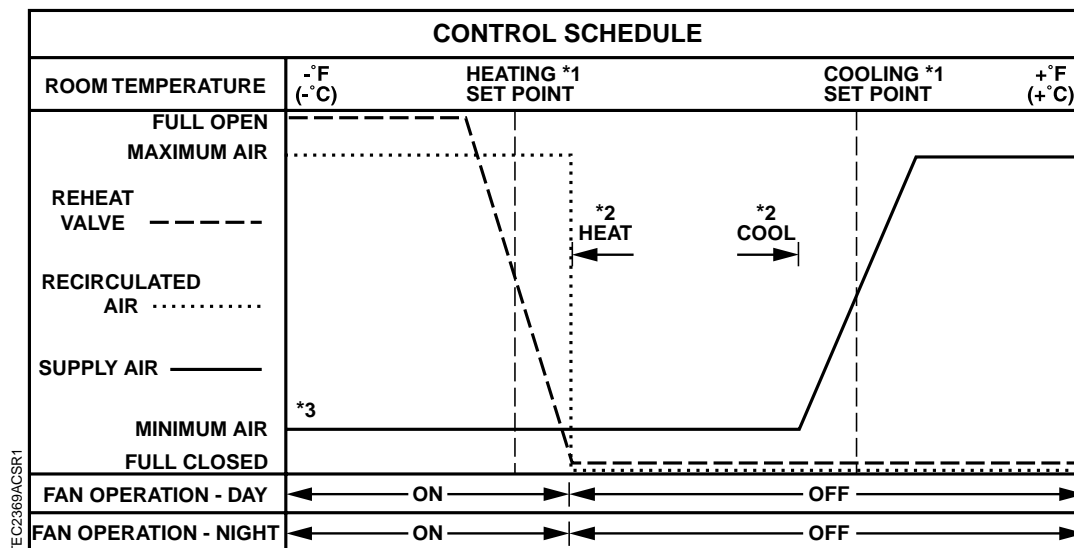 CONTROL SCHEDULE
ROOM TEMPERATURE
-°F
(-°C)
HEATING *1
SET POINT
COOLING *1
SET POINT
+°F
(+°C)
FULL OPEN
MAXIMUM AIR
REHEAT
VALVE
RECIRCULATED
AIR
SUPPLY AIR
MINIMUM AIR
FULL CLOSED
*2
HEAT
*2
COOL
*3
FAN OPERATION - DAY
ON
OFF
FAN OPERATION - NIGHT
ON
OFF
TEC2369ACSR1